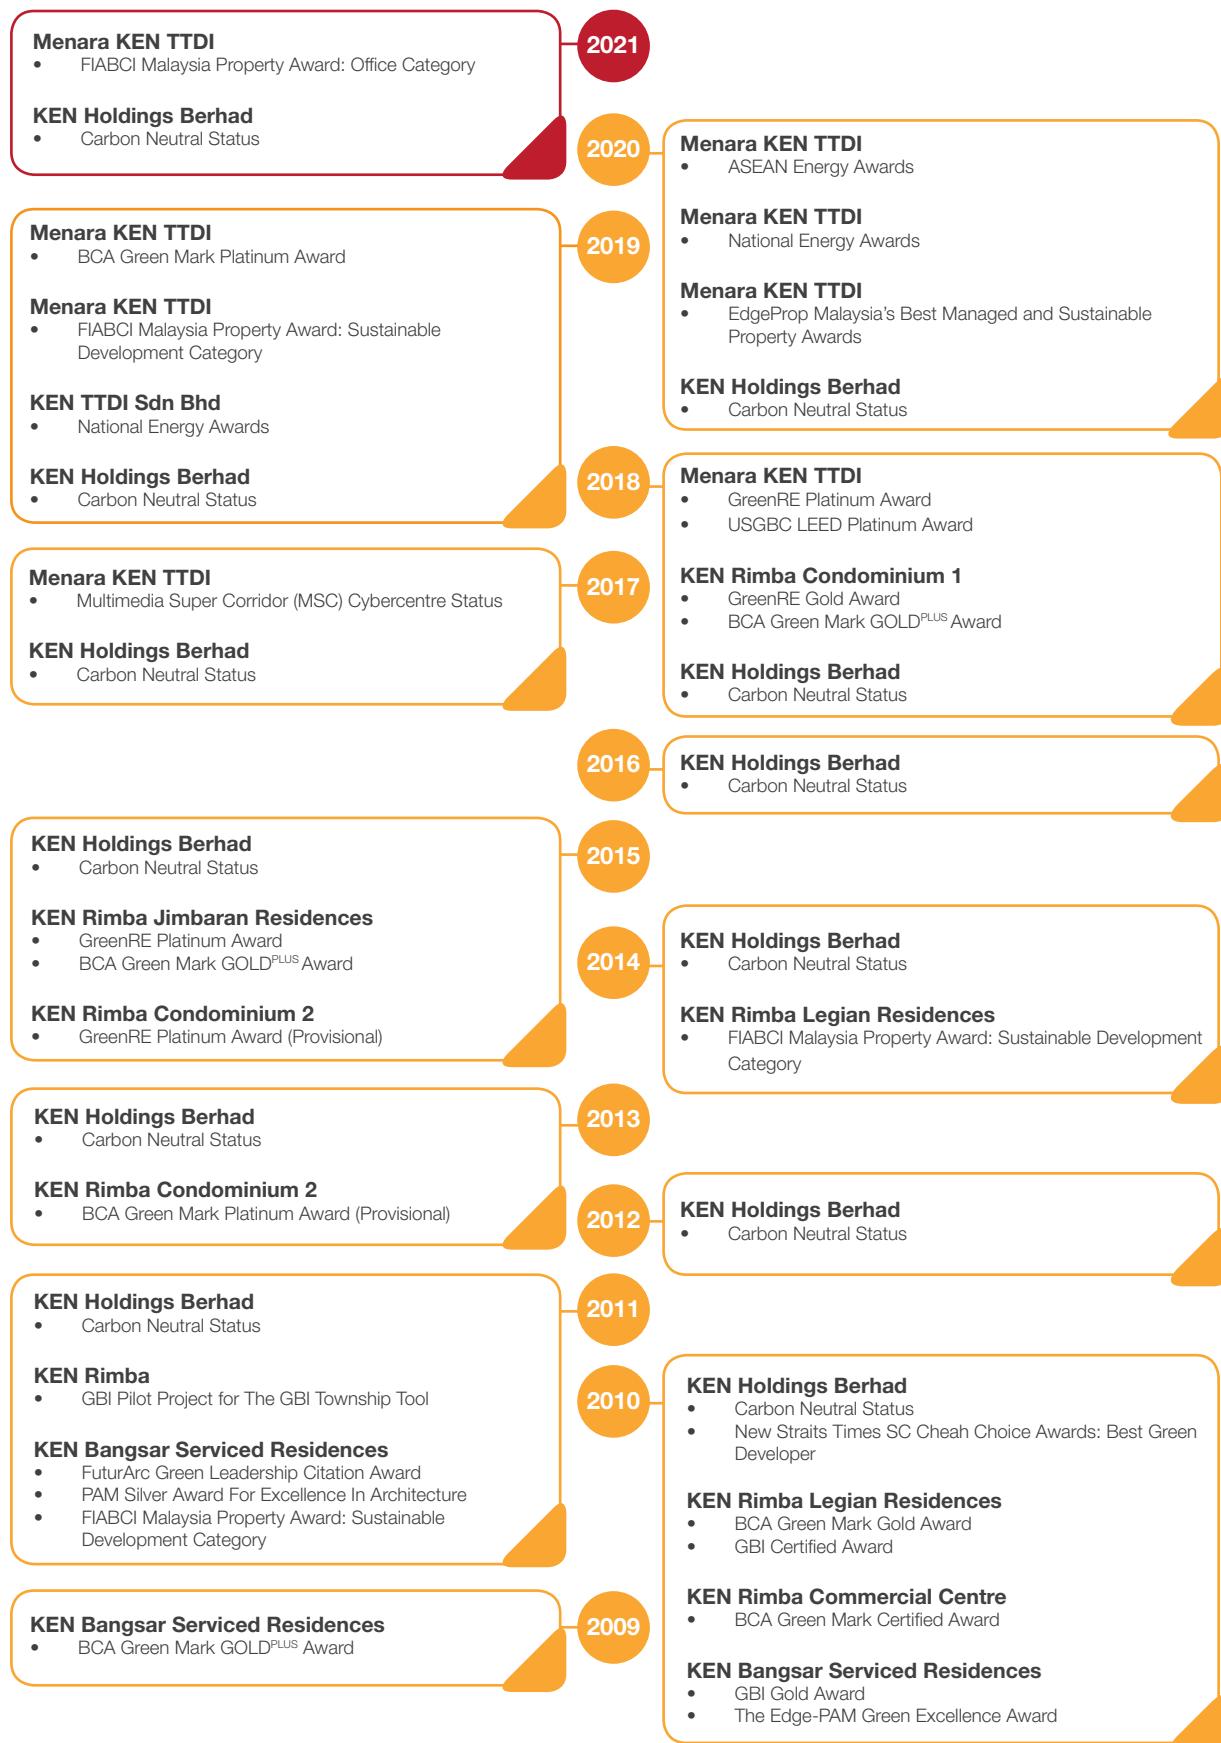 2021
Menara KEN TTDI
• FIABCI Malaysia Property Award: Office Category
KEN Holdings Berhad
• Carbon Neutral Status
2020
Menara KEN TTDI
• ASEAN Energy Awards
Menara KEN TTDI
• National Energy Awards
Menara KEN TTDI
• EdgeProp Malaysia’s Best Managed and Sustainable
Property Awards
KEN Holdings Berhad
• Carbon Neutral Status
2019
Menara KEN TTDI
• BCA Green Mark Platinum Award
Menara KEN TTDI
• FIABCI Malaysia Property Award: Sustainable
Development Category
KEN TTDI Sdn Bhd
• National Energy Awards
KEN Holdings Berhad
• Carbon Neutral Status
2018
Menara KEN TTDI
• GreenRE Platinum Award
• USGBC LEED Platinum Award
KEN Rimba Condominium 1
• GreenRE Gold Award
• BCA Green Mark GOLDPLUS Award
KEN Holdings Berhad
• Carbon Neutral Status
2017
Menara KEN TTDI
• Multimedia Super Corridor (MSC) Cybercentre Status
KEN Holdings Berhad
• Carbon Neutral Status
2016
KEN Holdings Berhad
• Carbon Neutral Status
2015
KEN Holdings Berhad
• Carbon Neutral Status
KEN Rimba Jimbaran Residences
• GreenRE Platinum Award
• BCA Green Mark GOLDPLUS Award
KEN Rimba Condominium 2
• GreenRE Platinum Award (Provisional)
2014
KEN Holdings Berhad
• Carbon Neutral Status
KEN Rimba Legian Residences
• FIABCI Malaysia Property Award: Sustainable Development
Category
2013
KEN Holdings Berhad
• Carbon Neutral Status
KEN Rimba Condominium 2
• BCA Green Mark Platinum Award (Provisional)
2012
KEN Holdings Berhad
• Carbon Neutral Status
2011
KEN Holdings Berhad
• Carbon Neutral Status
KEN Rimba
• GBI Pilot Project for The GBI Township Tool
KEN Bangsar Serviced Residences
• FuturArc Green Leadership Citation Award
• PAM Silver Award For Excellence In Architecture
• FIABCI Malaysia Property Award: Sustainable
Development Category
2010
KEN Holdings Berhad
• Carbon Neutral Status
• New Straits Times SC Cheah Choice Awards: Best Green
Developer
KEN Rimba Legian Residences
• BCA Green Mark Gold Award
• GBI Certified Award
KEN Rimba Commercial Centre
• BCA Green Mark Certified Award
KEN Bangsar Serviced Residences
• GBI Gold Award
• The Edge-PAM Green Excellence Award
2009
KEN Bangsar Serviced Residences
• BCA Green Mark GOLDPLUS Award